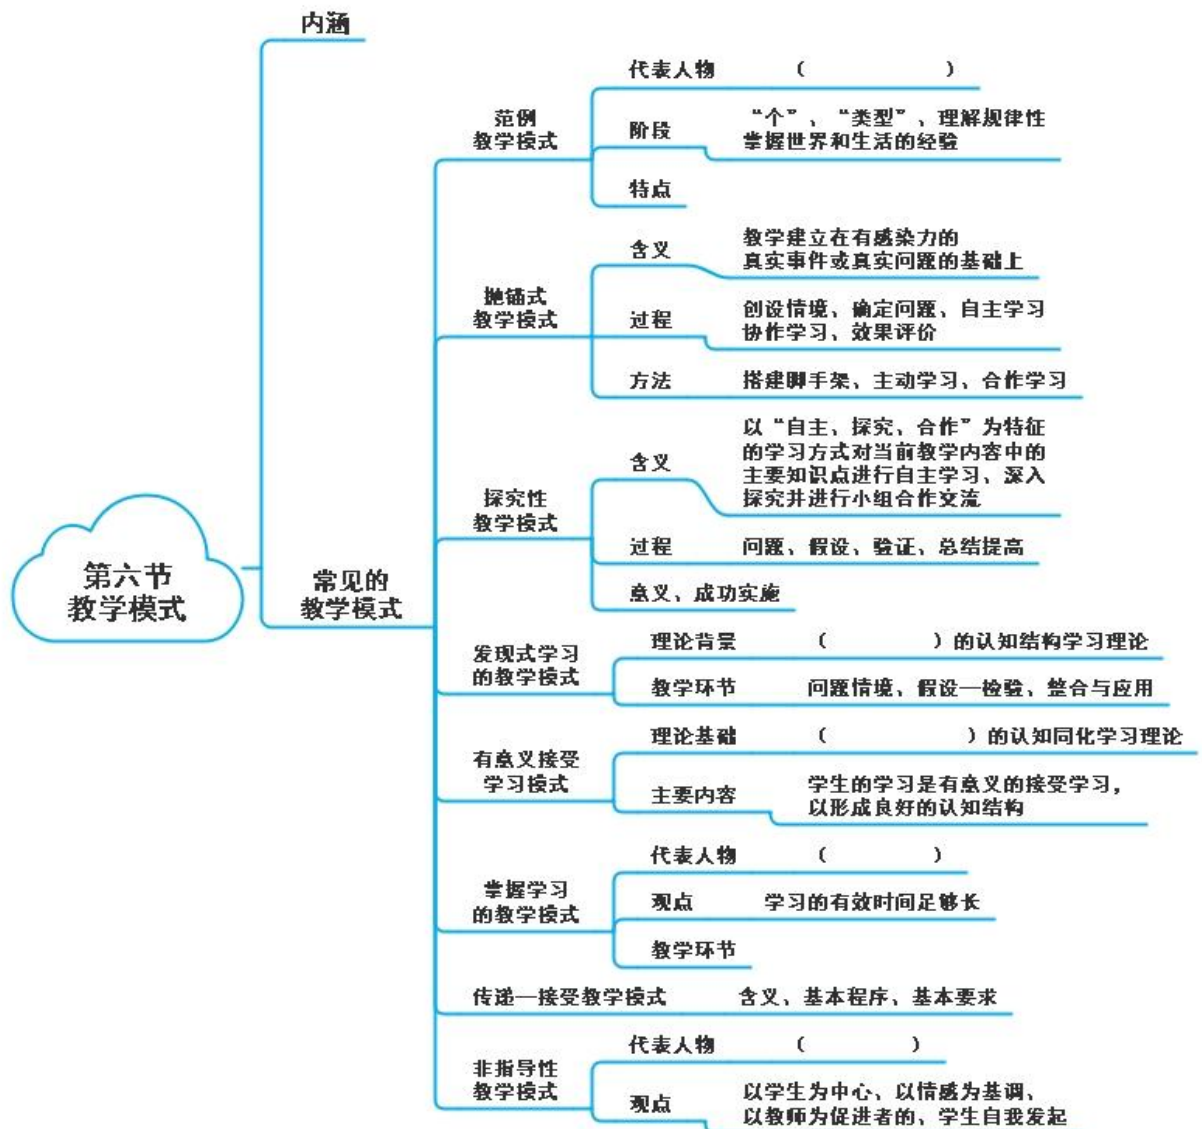 第六节
教学模式
内涵
常见的
教学模式
范例
教学模式
代表人物 （ ）
阶段
“个”、“类型”、理解规律性
掌握世界和生活的经验
特点
抛锚式
教学模式
含义
教学建立在有感染力的
真实事件或真实问题的基础上
过程
创设情境、确定问题、自主学习
协作学习、效果评价
方法 搭建脚手架、主动学习、合作学习
探究性
教学模式
含义
以“自主、探究、合作”为特征
的学习方式对当前教学内容中的
主要知识点进行自主学习、深入
探究并进行小组合作交流
过程 问题、假设、验证、总结提高
意义、成功实施
发现式学习
的教学模式
理论背景 （ ）的认知结构学习理论
教学环节 问题情境、假设—检验、整合与应用
有意义接受
学习模式
理论基础 （ ）的认知同化学习理论
主要内容
学生的学习是有意义的接受学习，
以形成良好的认知结构
掌握学习
的教学模式
代表人物 （ ）
观点 学习的有效时间足够长
教学环节
传递—接受教学模式 含义、基本程序、基本要求
非指导性
教学模式
代表人物 （ ）
观点
以学生为中心、以情感为基调、
以教师为促进者的、学生自我发起